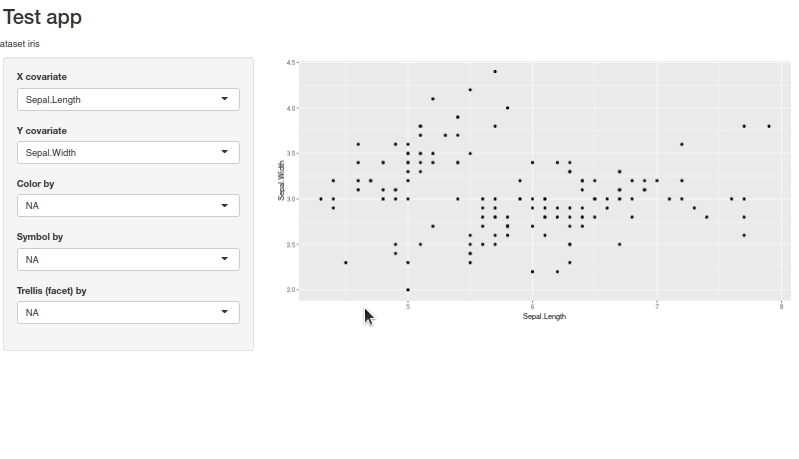 Test app
ataset iris
X covariate
Sepal.Length
Y covariate
Sepal.Width
Color by
NA
Symbol by
NA
Trellis (facet) by
NA
Sepal.Width
4.5
4.0
3.5
3.0
2.5
2.0
5
6
7
8
Sepal.Length